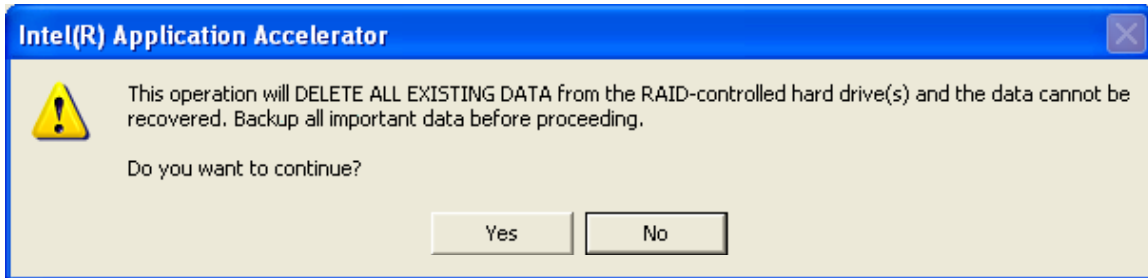 Intel(R) Application Accelerator
This operation will DELETE ALL EXISTING DATA from the RAID-controlled hard drive(s) and the data cannot be
recovered. Backup all important data before proceeding.
Do you want to continue?
Yes
No